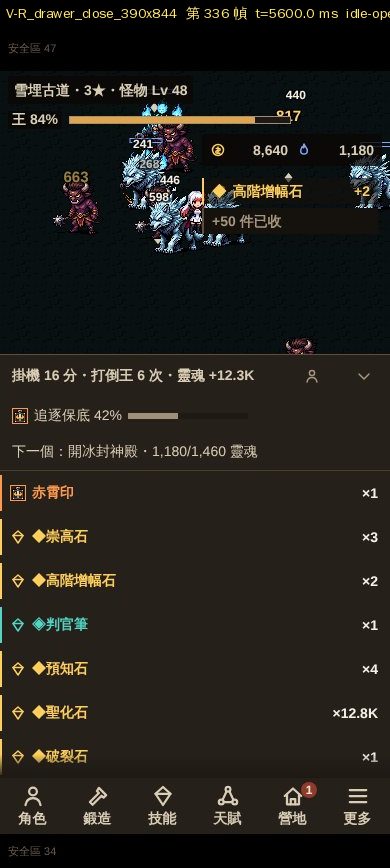 V-R_drawer_close_390x844 第 336 幀 t=5600.0 ms idle-ope
安全區 47
雪埋古道・3★・怪物 Lv 48
440
王 84%
817
241
8,640 1,180
268
663
446
◆ 高階增幅石 +2
598
+50 件已收
掛機 16 分・打倒王 6 次・靈魂 +12.3K
追逐保底 42%
下一個：開冰封神殿・1,180/1,460 靈魂
赤霄印 ×1
◆崇高石 ×3
◆高階增幅石 ×2
◈判官筆 ×1
◆預知石 ×4
◆聖化石 ×12.8K
◆破裂石 ×1
1
角色 鍛造 技能 天賦 營地 更多
安全區 34